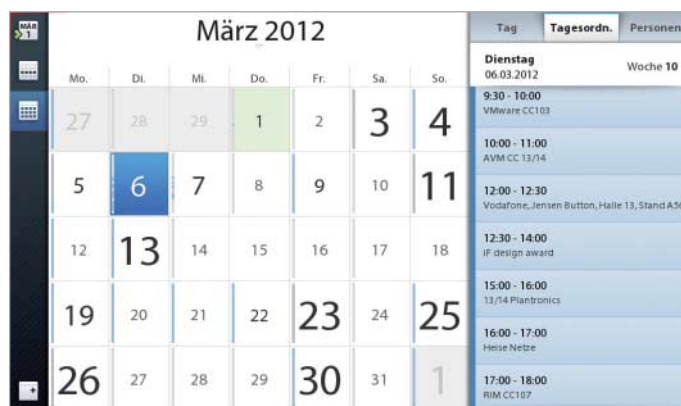 MÄR
1
März 2012
Mo. Di. Mi. Do. Fr. Sa. So.
27 28 29 1 2 3 4
5 6 7 8 9 10 11
12 13 14 15 16 17 18
19 20 21 22 23 24 25
26 27 28 29 30 31 1
Tag Tagesordn. Personen
Dienstag
06.03.2012 Woche 10
9:30 - 10:00
VMware CC103
10:00 - 11:00
AVM CC 13/14
12:00 - 12:30
Vodafone, Jensen Button, Halle 13, Stand A56
12:30 - 14:00
iF design award
15:00 - 16:00
13/14 Plantronics
16:00 - 17:00
Heise Netze
17:00 - 18:00
RIM CC107